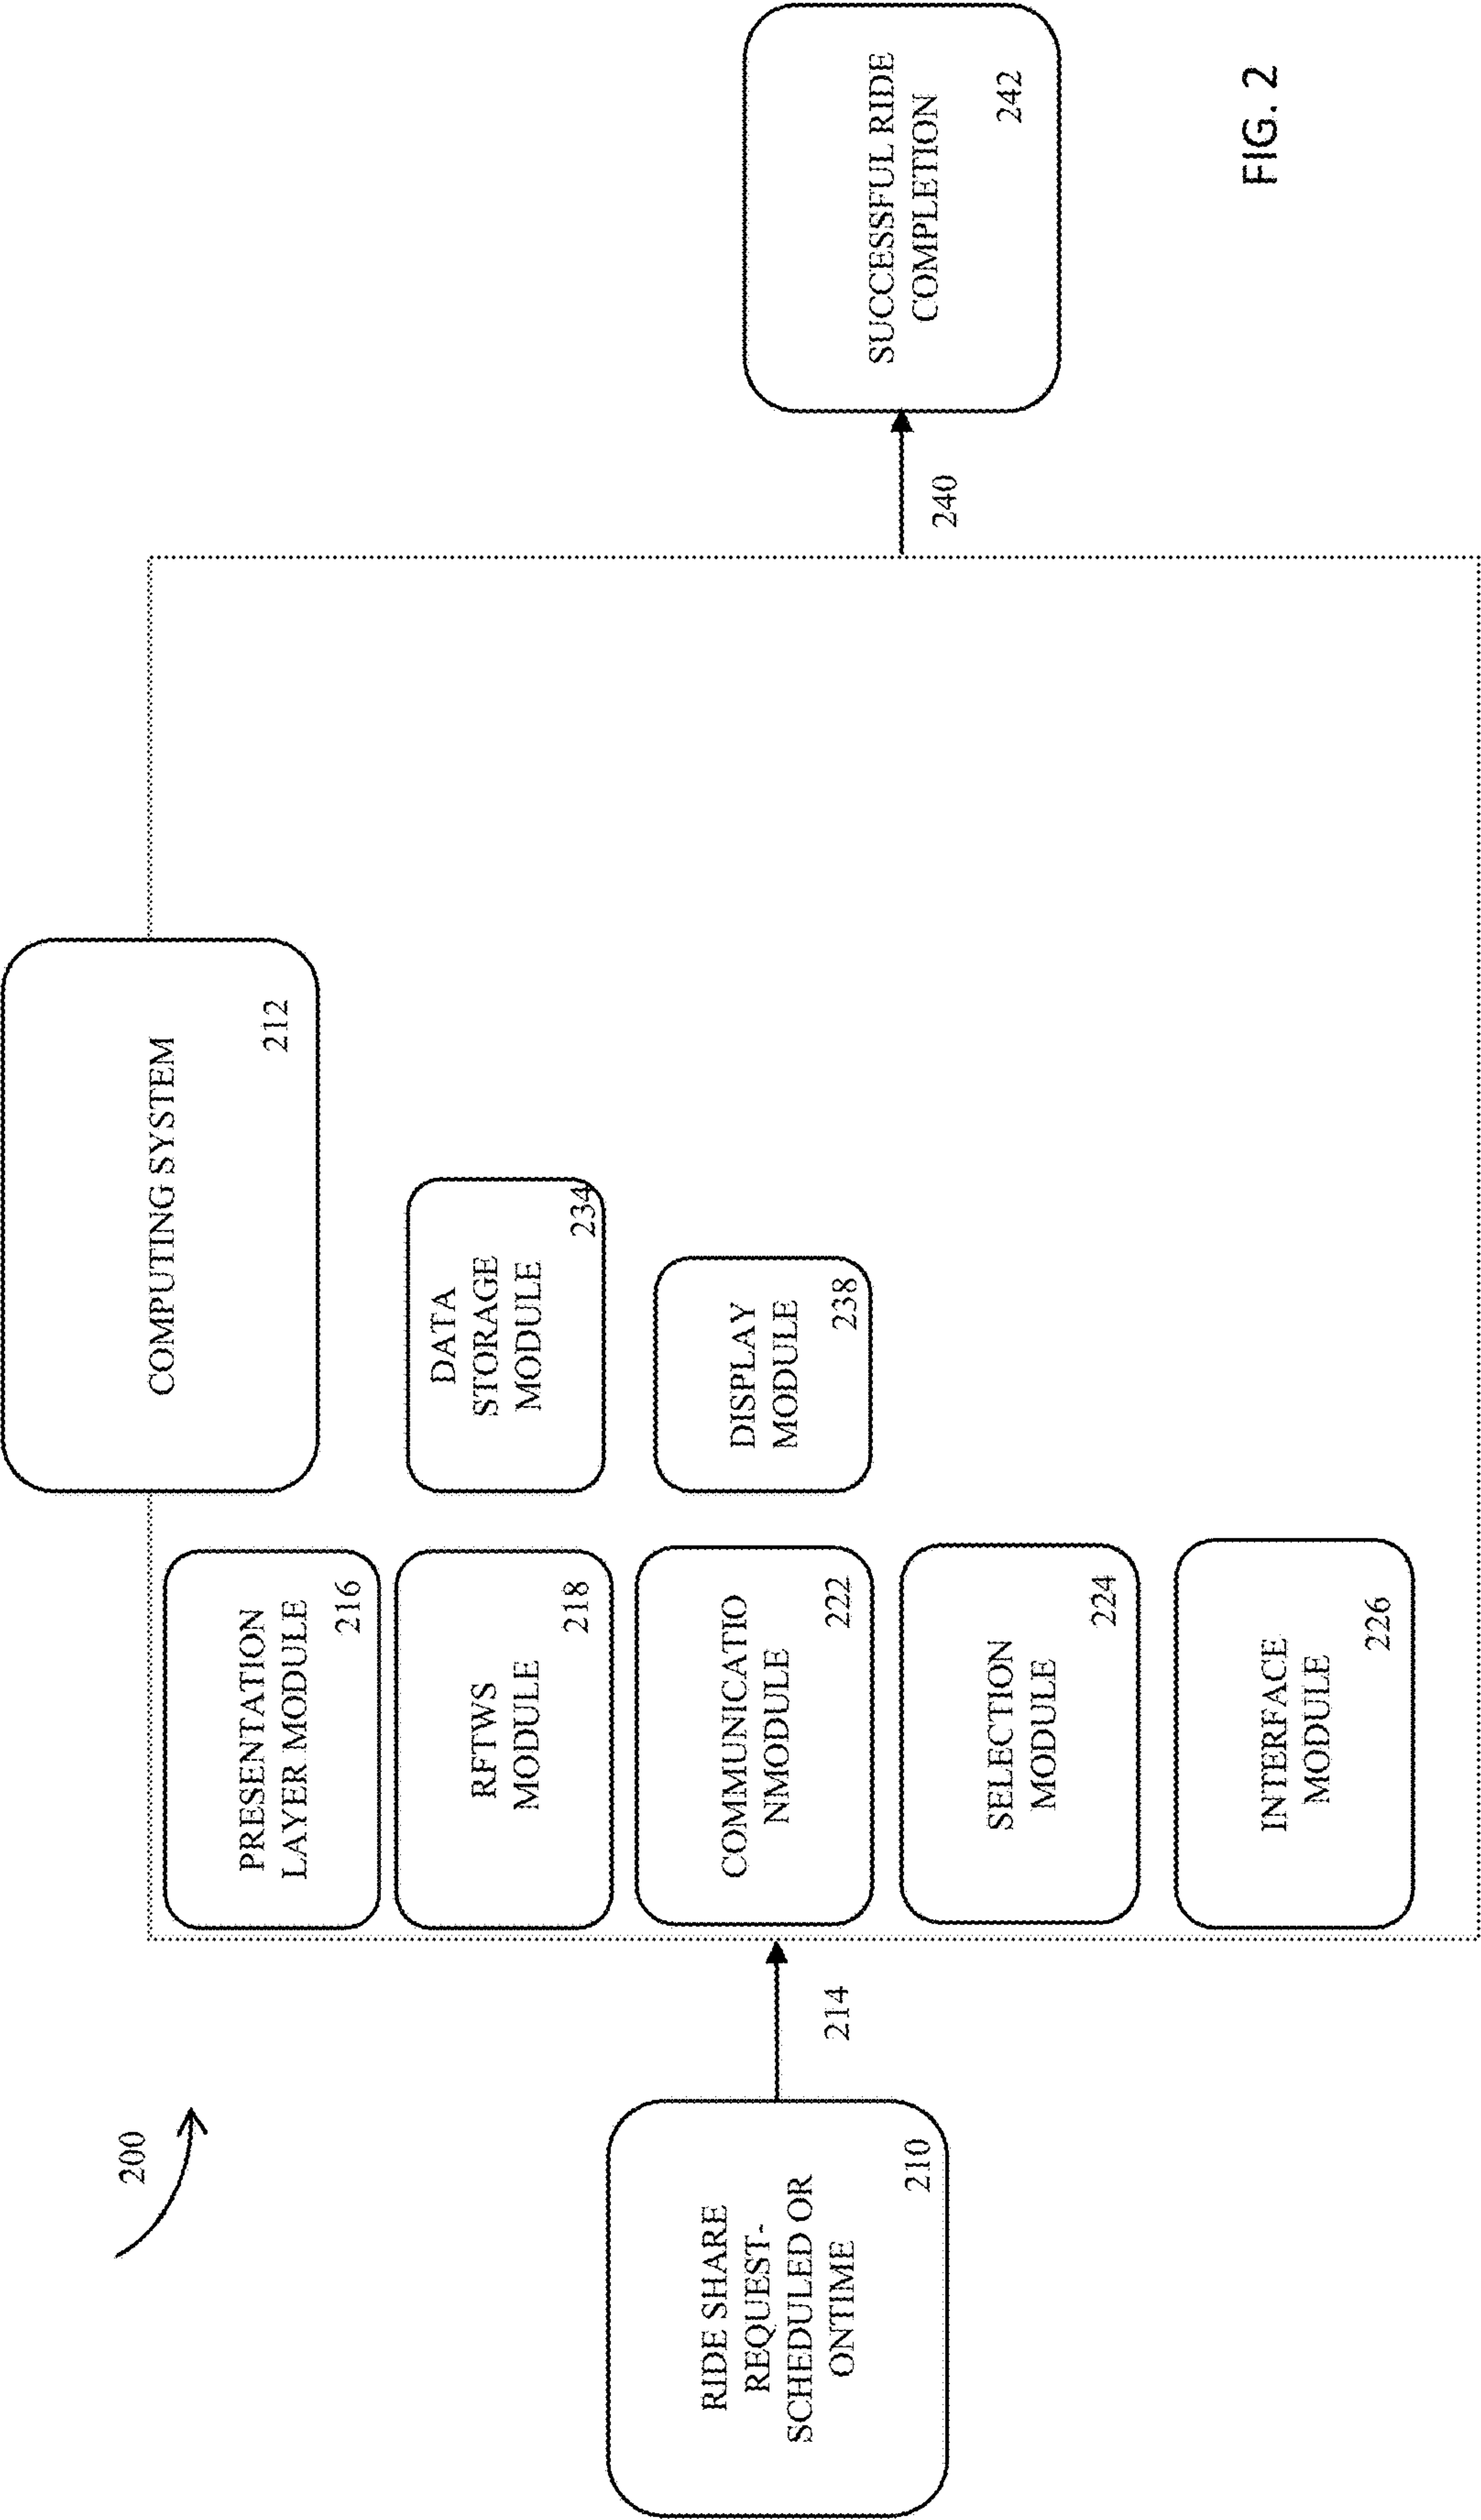 200
COMPUTING SYSTEM
212
PRESENTATION
LAYER MODULE
216
RFTWS
MODULE
218
DATA
STORAGE
MODULE
234
RIDE SHARE
REQUEST-
SCHEDULED OR
ONTIME
210
214
COMMUNICATIO
NMODULE
222
DISPLAY
MODULE
238
SELECTION
MODULE
224
INTERFACE
MODULE
226
240
SUCCESSFUL RIDE
COMPLETION
242
FIG. 2